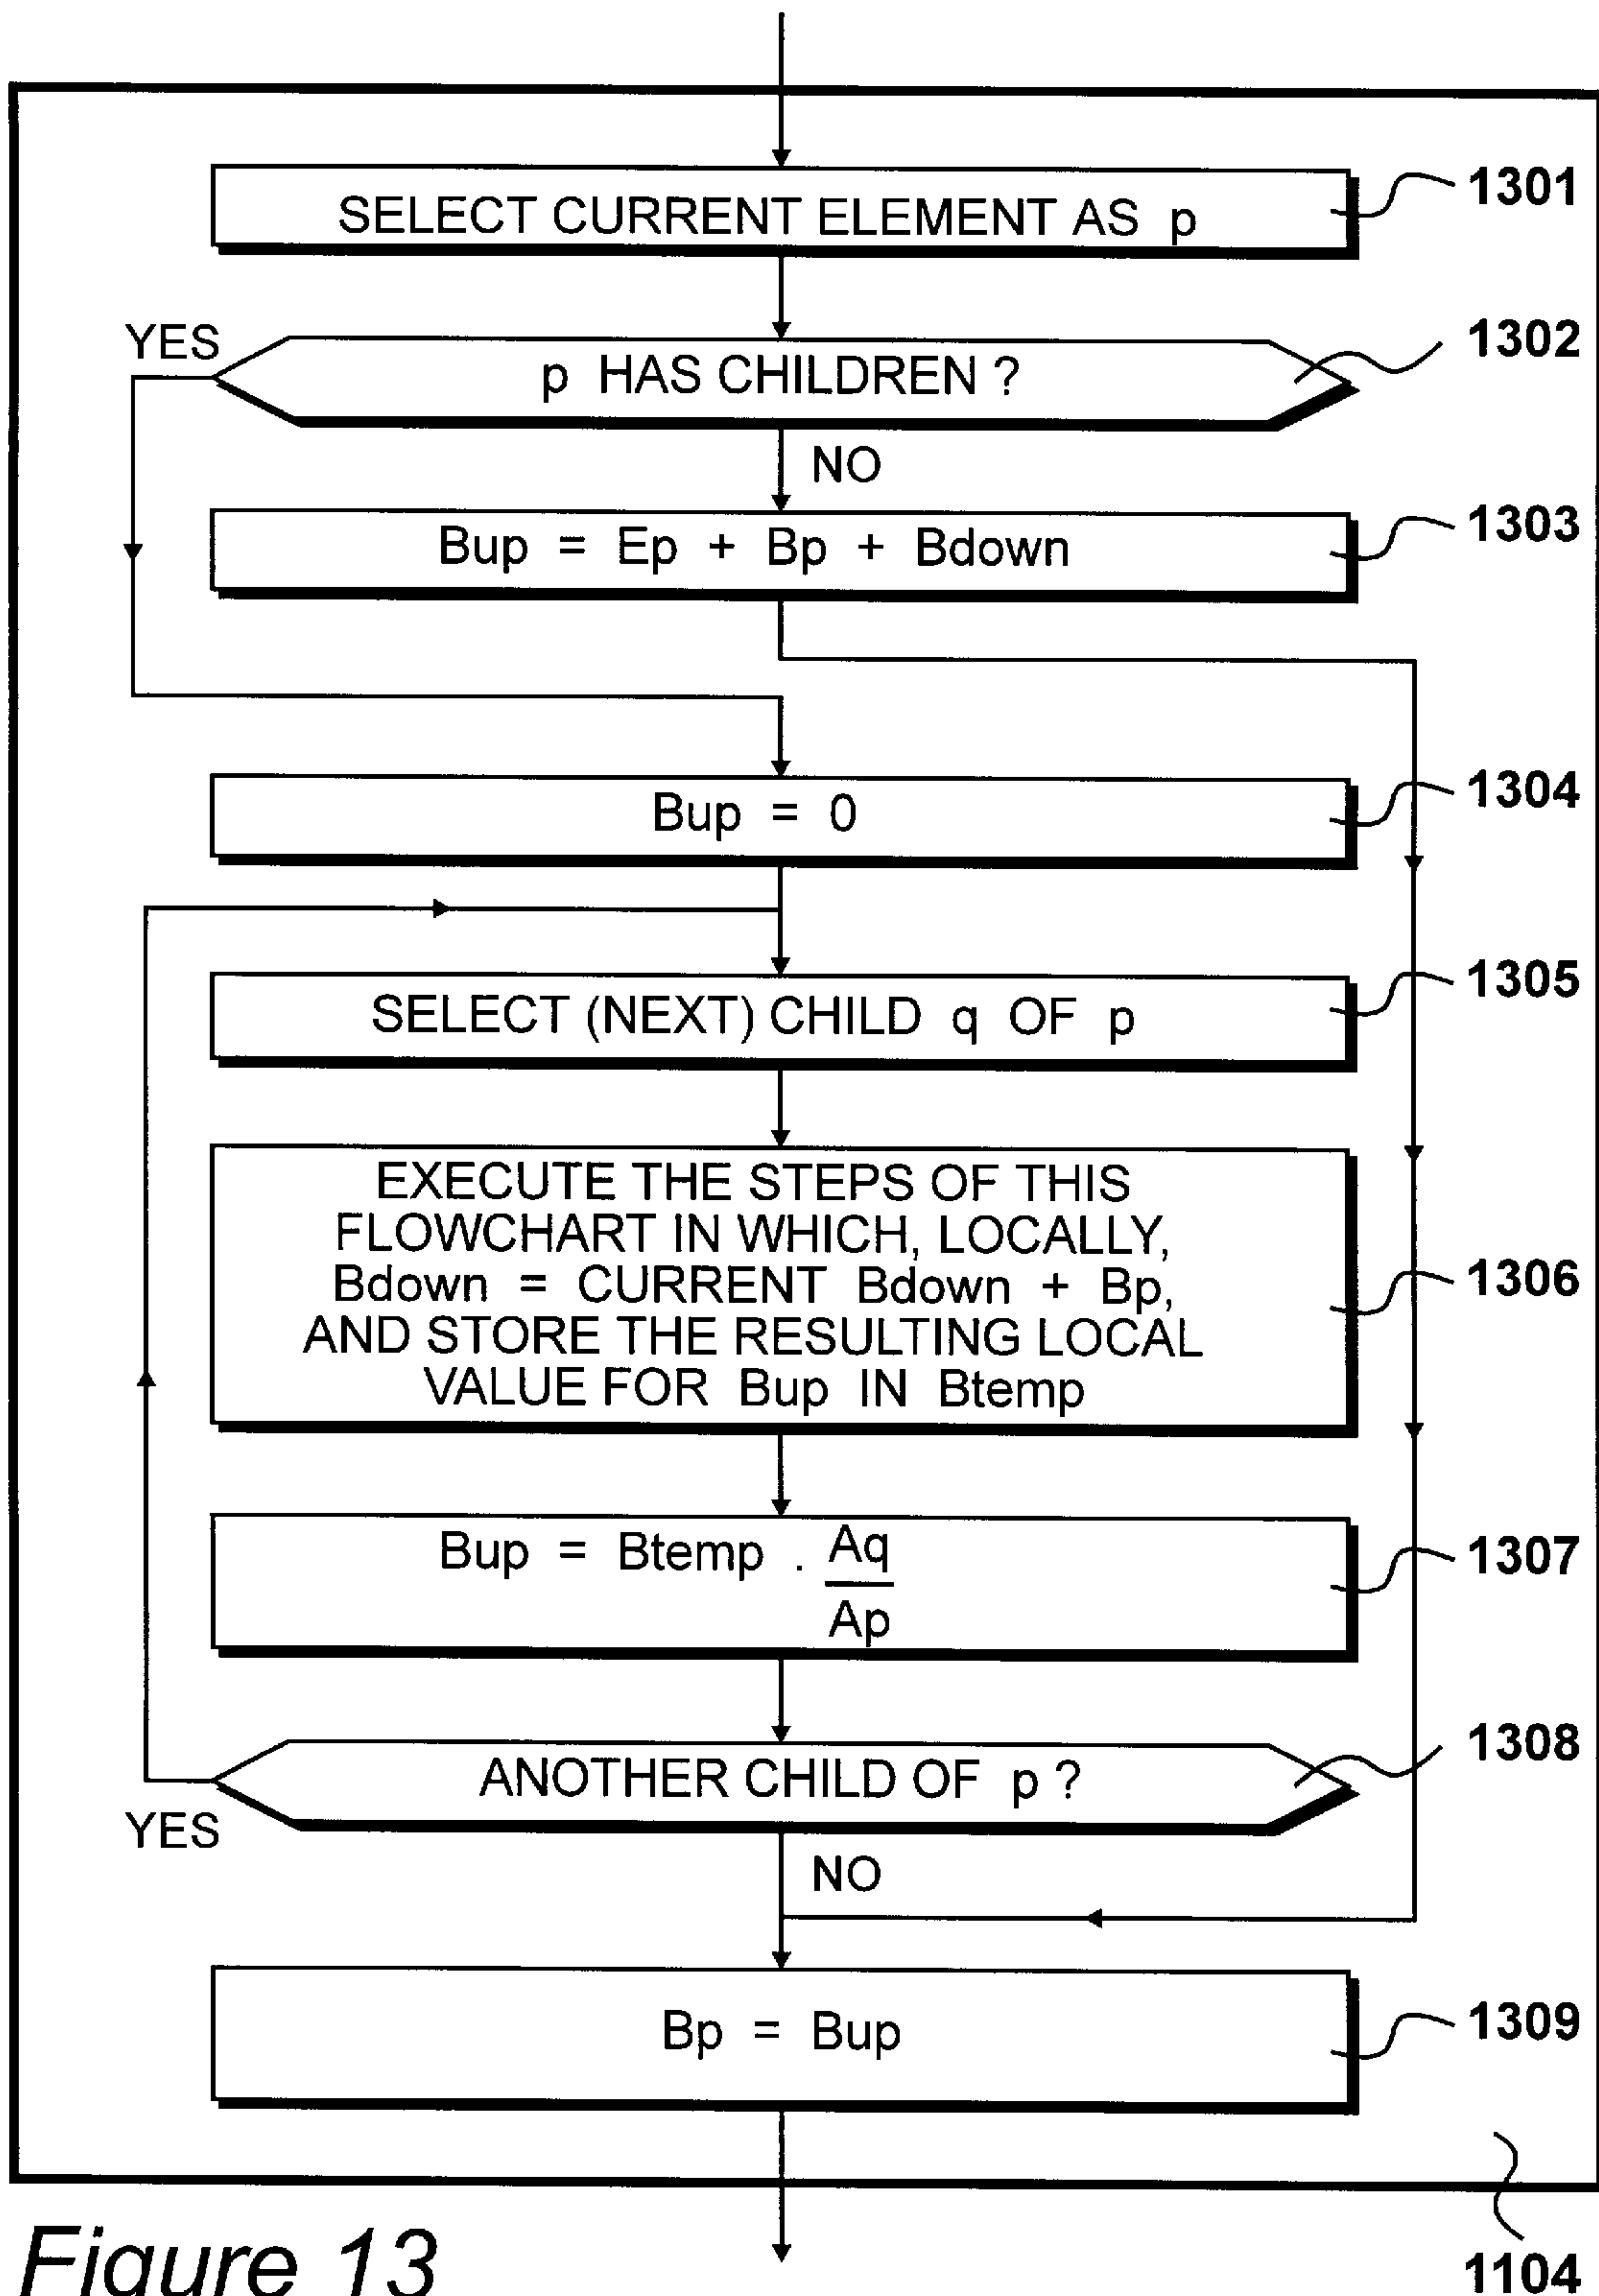 1301
SELECT CURRENT ELEMENT AS p
YES
1302
p HAS CHILDREN ?
NO
1303
Bup = Ep + Bp + Bdown
1304
Bup = 0
1305
SELECT (NEXT) CHILD q OF p
EXECUTE THE STEPS OF THIS
FLOWCHART IN WHICH, LOCALLY,
Bdown = CURRENT Bdown + Bp,
1306
AND STORE THE RESULTING LOCAL
VALUE FOR Bup IN Btemp
Bup = Btemp . Aq
1307
Ap
1308
ANOTHER CHILD OF p ?
YES
NO
1309
Bp = Bup
Figure 13
1104